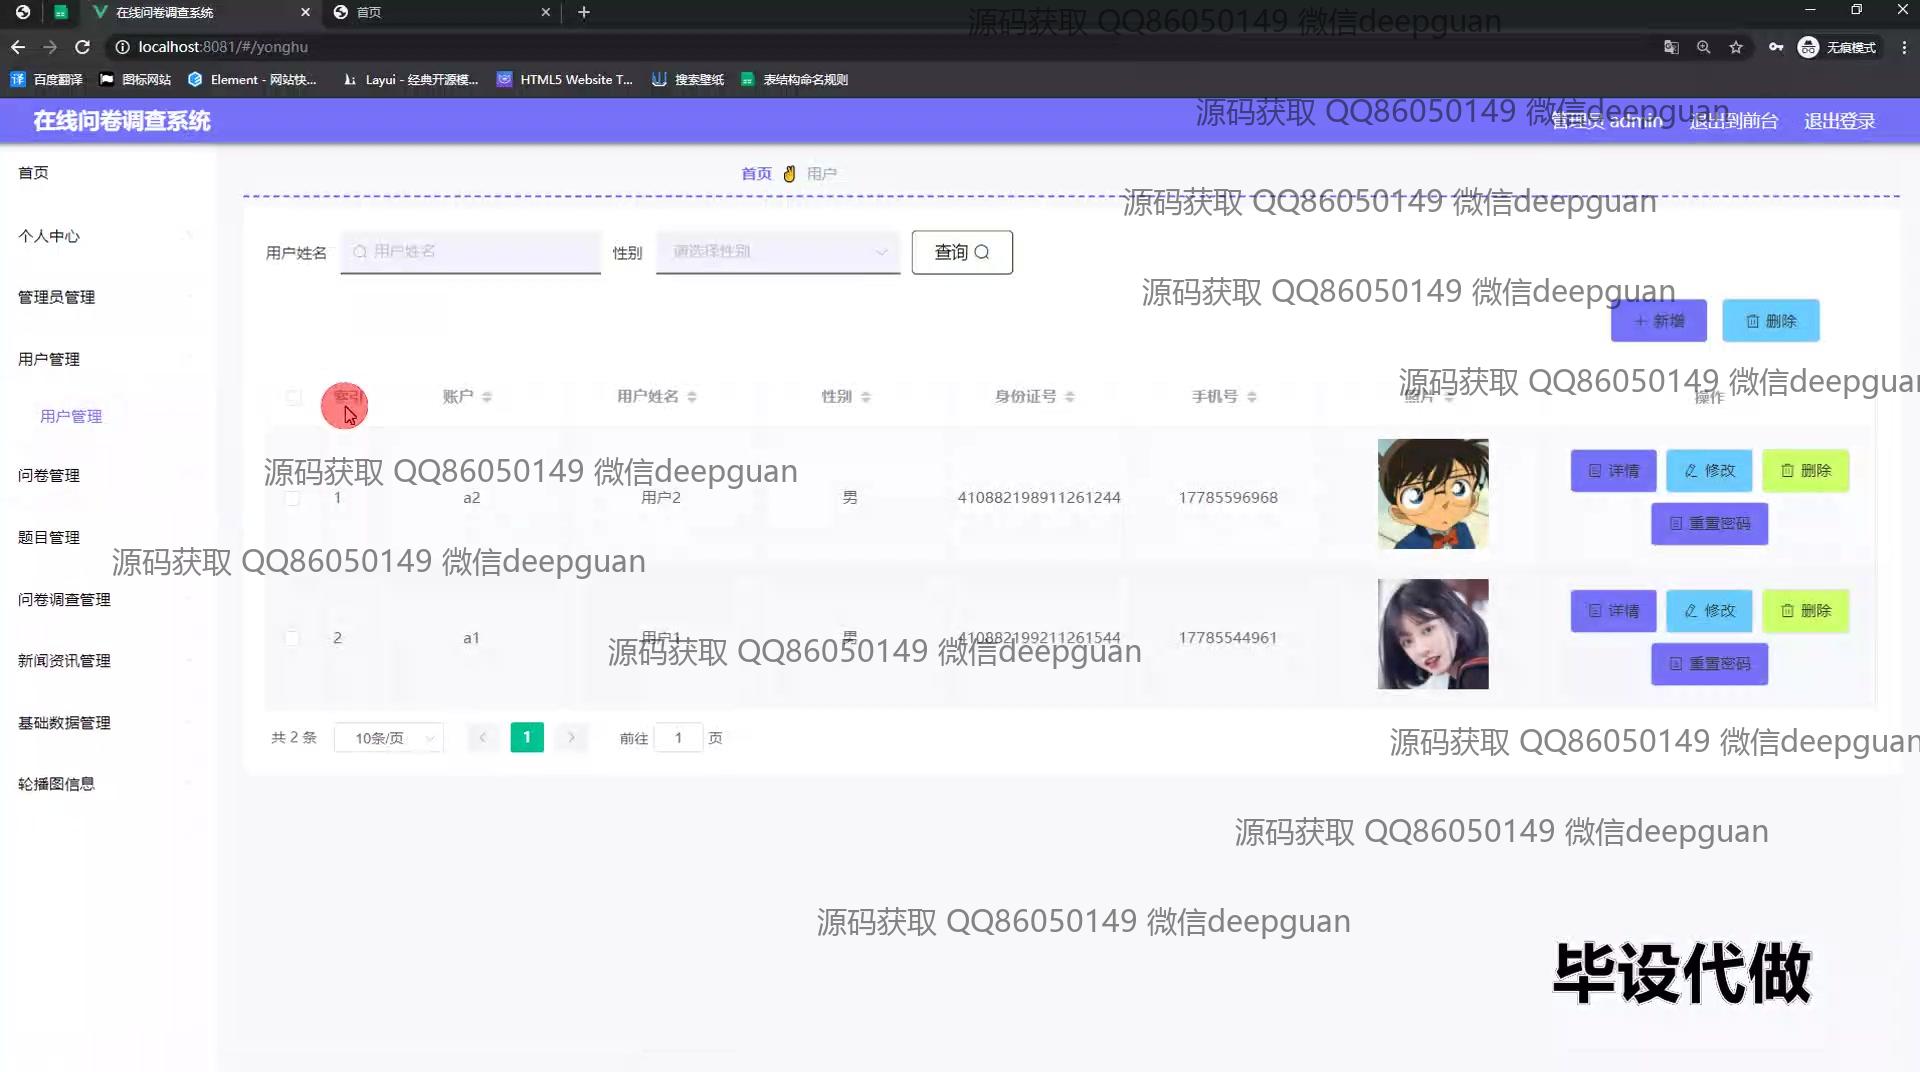 在线问卷调查系统
首页
源码获取 QQ86050149 微信deepguan
localhost:8081/#/yonghu
无痕模式
百度翻译
图标网站
Element - 网站快...
Layui - 经典开源模...
HTML5 Website T...
搜索壁纸
表结构命名规则
在线问卷调查系统
源码获取 QQ86050149 微信deepguan
管理员 admin
退出到前台
退出登录
首页
个人中心
管理员管理
用户管理
用户管理
问卷管理
题目管理
问卷调查管理
新闻资讯管理
基础数据管理
轮播图信息
首页 用户
源码获取 QQ86050149 微信deepguan
用户姓名 用户姓名 性别 请选择性别 查询
源码获取 QQ86050149 微信deepguan
新增 删除
源码获取 QQ86050149 微信deepguan
索引 账户 用户姓名 性别 身份证号 手机号 照片 操作
源码获取 QQ86050149 微信deepguan
1 a2 用户2 男 410882198911261244 17785596968 详情 修改 删除 重置密码
源码获取 QQ86050149 微信deepguan
2 a1 用户1 男 410882199211261544 17785544961 详情 修改 删除 重置密码
源码获取 QQ86050149 微信deepguan
共 2 条 10条/页 1 前往 1 页
源码获取 QQ86050149 微信deepguan
源码获取 QQ86050149 微信deepguan
源码获取 QQ86050149 微信deepguan
毕设代做